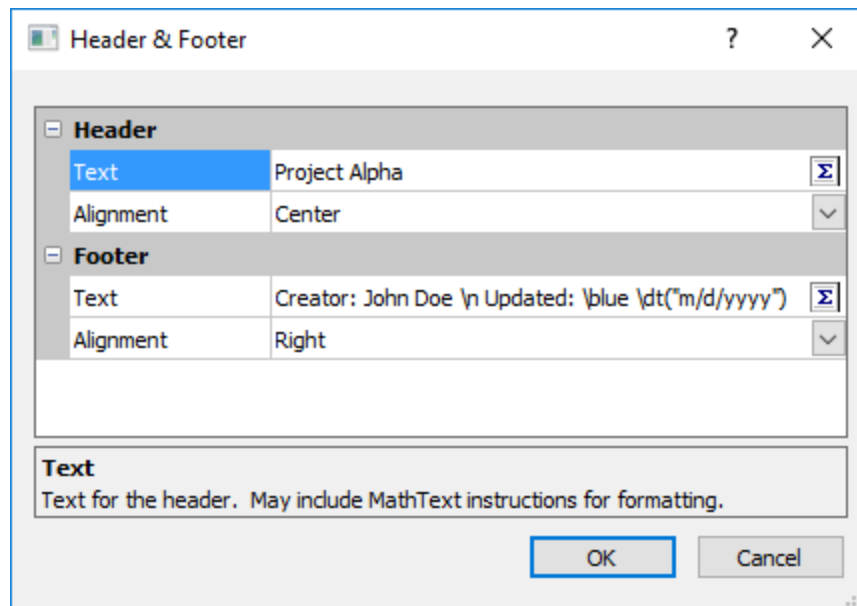 Header & Footer ?
Header
Text Project Alpha Σ
Alignment Center
Footer
Text Creator: John Doe \n Updated: \blue \dt("m/d/yyyy") Σ
Alignment Right
Text
Text for the header.  May include MathText instructions for formatting.
OK Cancel